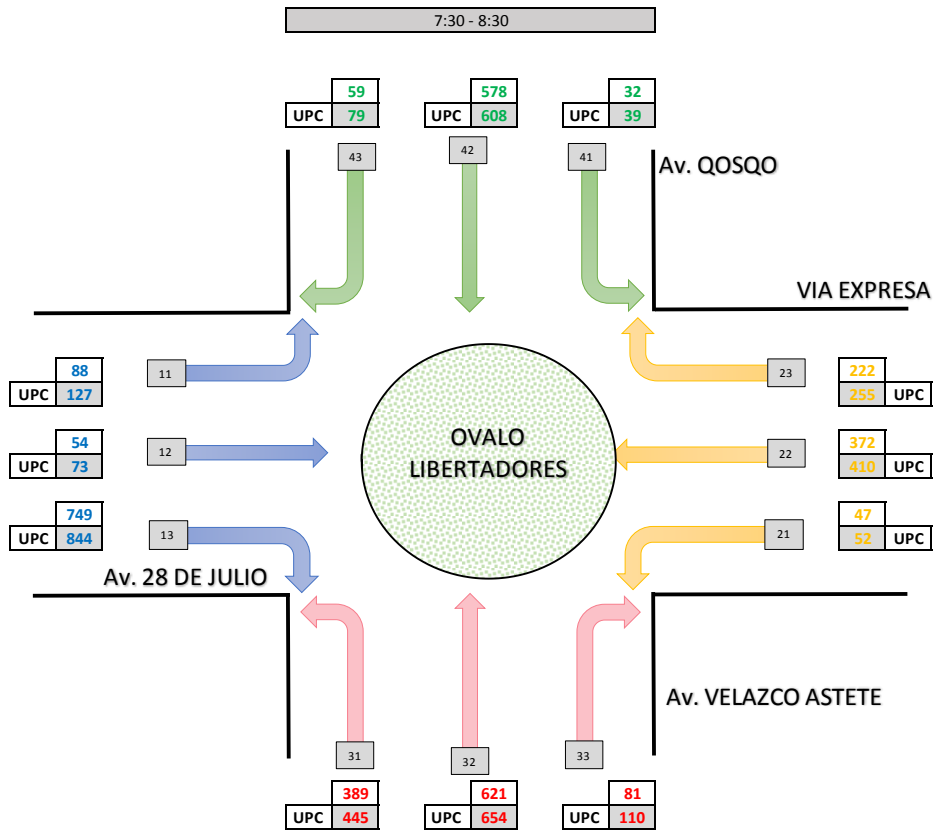 7:30 - 8:30
59 578 32
UPC 79 UPC 608 UPC 39
43 42 41
Av. QOSQO
VIA EXPRESA
88 11 23 222
UPC 127 255 UPC
54 12 22 372
UPC 73 410 UPC
OVALO
LIBERTADORES
749 13 21 47
UPC 844 52 UPC
Av. 28 DE JULIO
Av. VELAZCO ASTETE
31 32 33
389 621 81
UPC 445 UPC 654 UPC 110